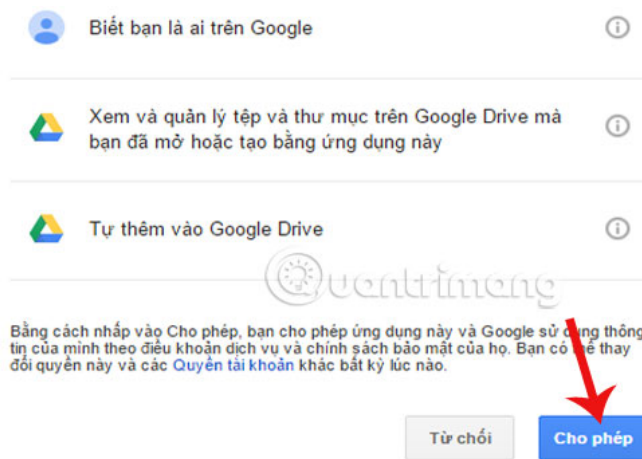 Biết bạn là ai trên Google
Xem và quản lý tệp và thư mục trên Google Drive mà
bạn đã mở hoặc tạo bằng ứng dụng này
Tự thêm vào Google Drive
Quantrimang
Bằng cách nhấp vào Cho phép, bạn cho phép ứng dụng này và Google sử dụng thông
tin của mình theo điều khoản dịch vụ và chính sách bảo mật của họ. Bạn có thể thay
đổi quyền này và các Quyền tài khoản khác bất kỳ lúc nào.
Từ chối Cho phép